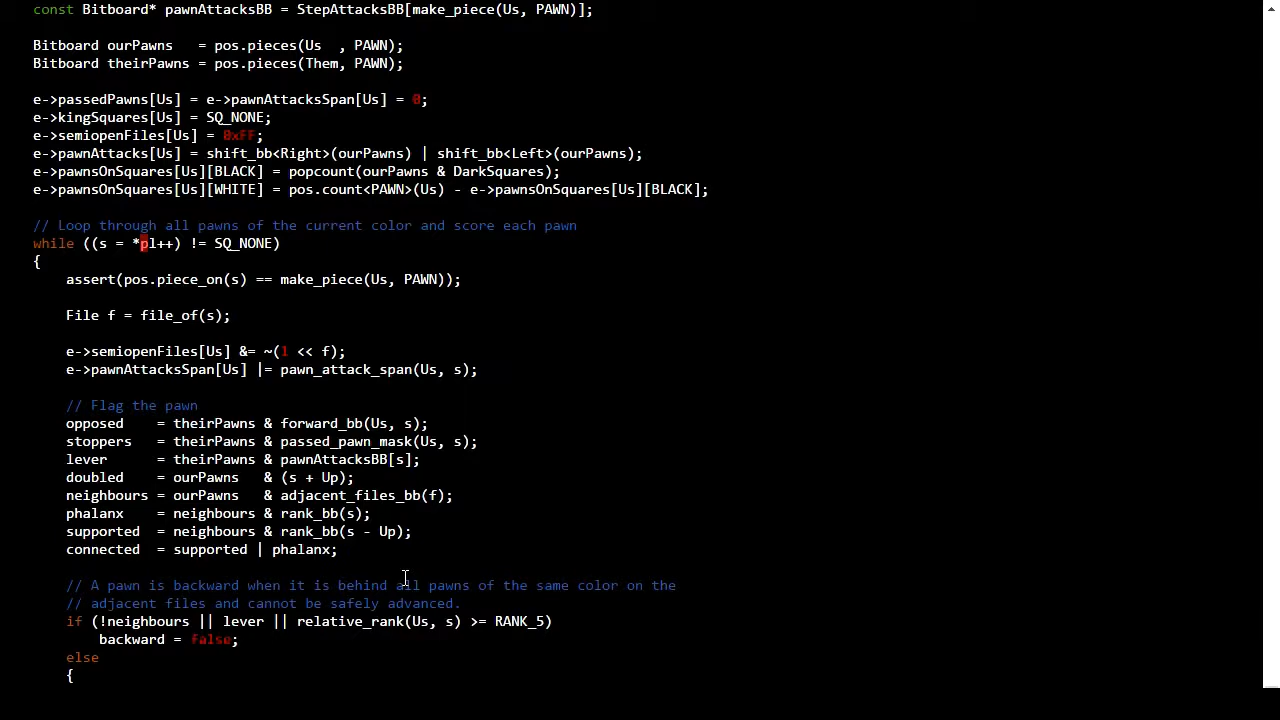 const Bitboard* pawnAttacksBB = StepAttacksBB[make_piece(Us, PAWN)];
Bitboard ourPawns   = pos.pieces(Us  , PAWN);
Bitboard theirPawns = pos.pieces(Them, PAWN);
e->passedPawns[Us] = e->pawnAttacksSpan[Us] = 0;
e->kingSquares[Us] = SQ_NONE;
e->semiopenFiles[Us] = 0xFF;
e->pawnAttacks[Us] = shift_bb<Right>(ourPawns) | shift_bb<Left>(ourPawns);
e->pawnsOnSquares[Us][BLACK] = popcount(ourPawns & DarkSquares);
e->pawnsOnSquares[Us][WHITE] = pos.count<PAWN>(Us) - e->pawnsOnSquares[Us][BLACK];
// Loop through all pawns of the current color and score each pawn
while ((s = *pl++) != SQ_NONE)
{
    assert(pos.piece_on(s) == make_piece(Us, PAWN));
    File f = file_of(s);
    e->semiopenFiles[Us] &= ~(1 << f);
    e->pawnAttacksSpan[Us] |= pawn_attack_span(Us, s);
    // Flag the pawn
    opposed    = theirPawns & forward_bb(Us, s);
    stoppers   = theirPawns & passed_pawn_mask(Us, s);
    lever      = theirPawns & pawnAttacksBB[s];
    doubled    = ourPawns   & (s + Up);
    neighbours = ourPawns   & adjacent_files_bb(f);
    phalanx    = neighbours & rank_bb(s);
    supported  = neighbours & rank_bb(s - Up);
    connected  = supported | phalanx;
    // A pawn is backward when it is behind all pawns of the same color on the
    // adjacent files and cannot be safely advanced.
    if (!neighbours || lever || relative_rank(Us, s) >= RANK_5)
        backward = false;
    else
    {